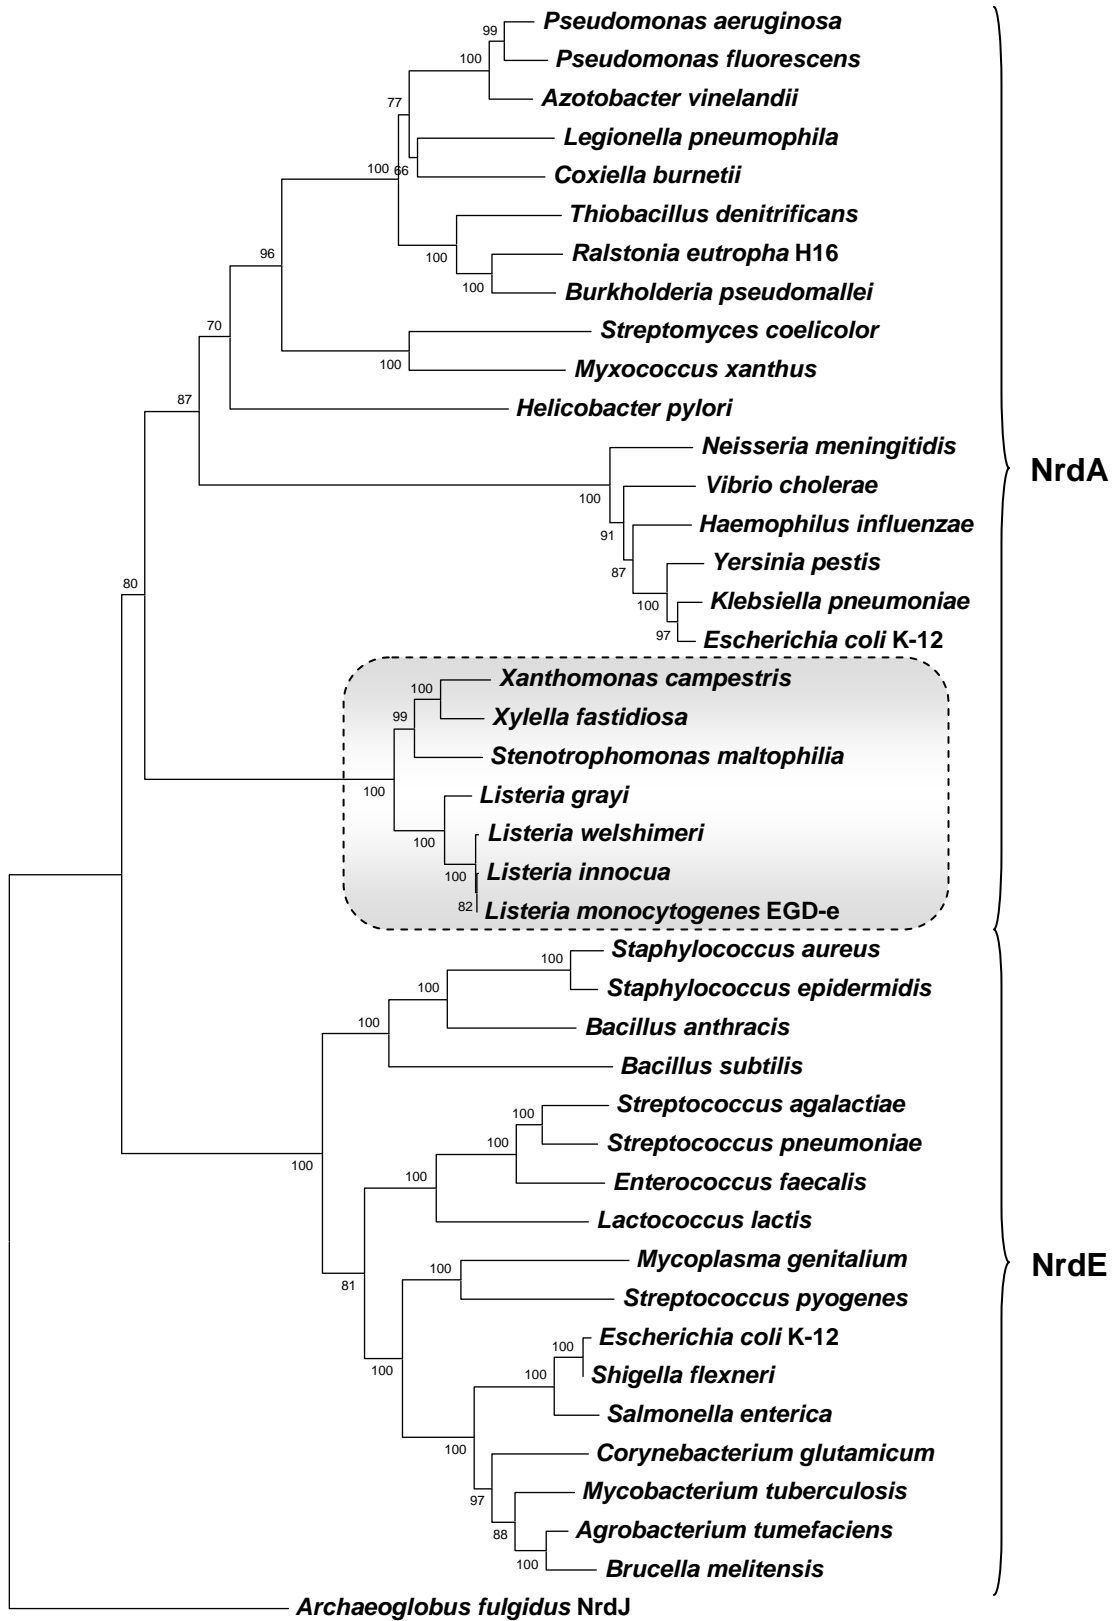 Pseudomonas aeruginosa
99
Pseudomonas fluorescens
100
Azotobacter vinelandii
77
Legionella pneumophila
100
66
Coxiella burnetii
Thiobacillus denitrificans
96
100
Ralstonia eutropha H16
100
Burkholderia pseudomallei
70
Streptomyces coelicolor
100
Myxococcus xanthus
87
Helicobacter pylori
Neisseria meningitidis
NrdA
100
Vibrio cholerae
91
Haemophilus influenzae
87
Yersinia pestis
80
100
Klebsiella pneumoniae
97
Escherichia coli K-12
Xanthomonas campestris
100
99
Xylella fastidiosa
Stenotrophomonas maltophilia
100
Listeria grayi
100
Listeria welshimeri
100
Listeria innocua
82
Listeria monocytogenes EGD-e
Staphylococcus aureus
100
100
Staphylococcus epidermidis
100
Bacillus anthracis
Bacillus subtilis
Streptococcus agalactiae
100
100
Streptococcus pneumoniae
100
100
Enterococcus faecalis
Lactococcus lactis
Mycoplasma genitalium
NrdE
100
81
Streptococcus pyogenes
Escherichia coli K-12
100
100
100
Shigella flexneri
Salmonella enterica
100
Corynebacterium glutamicum
97
Mycobacterium tuberculosis
88
Agrobacterium tumefaciens
100
Brucella melitensis
Archaeoglobus fulgidus NrdJ